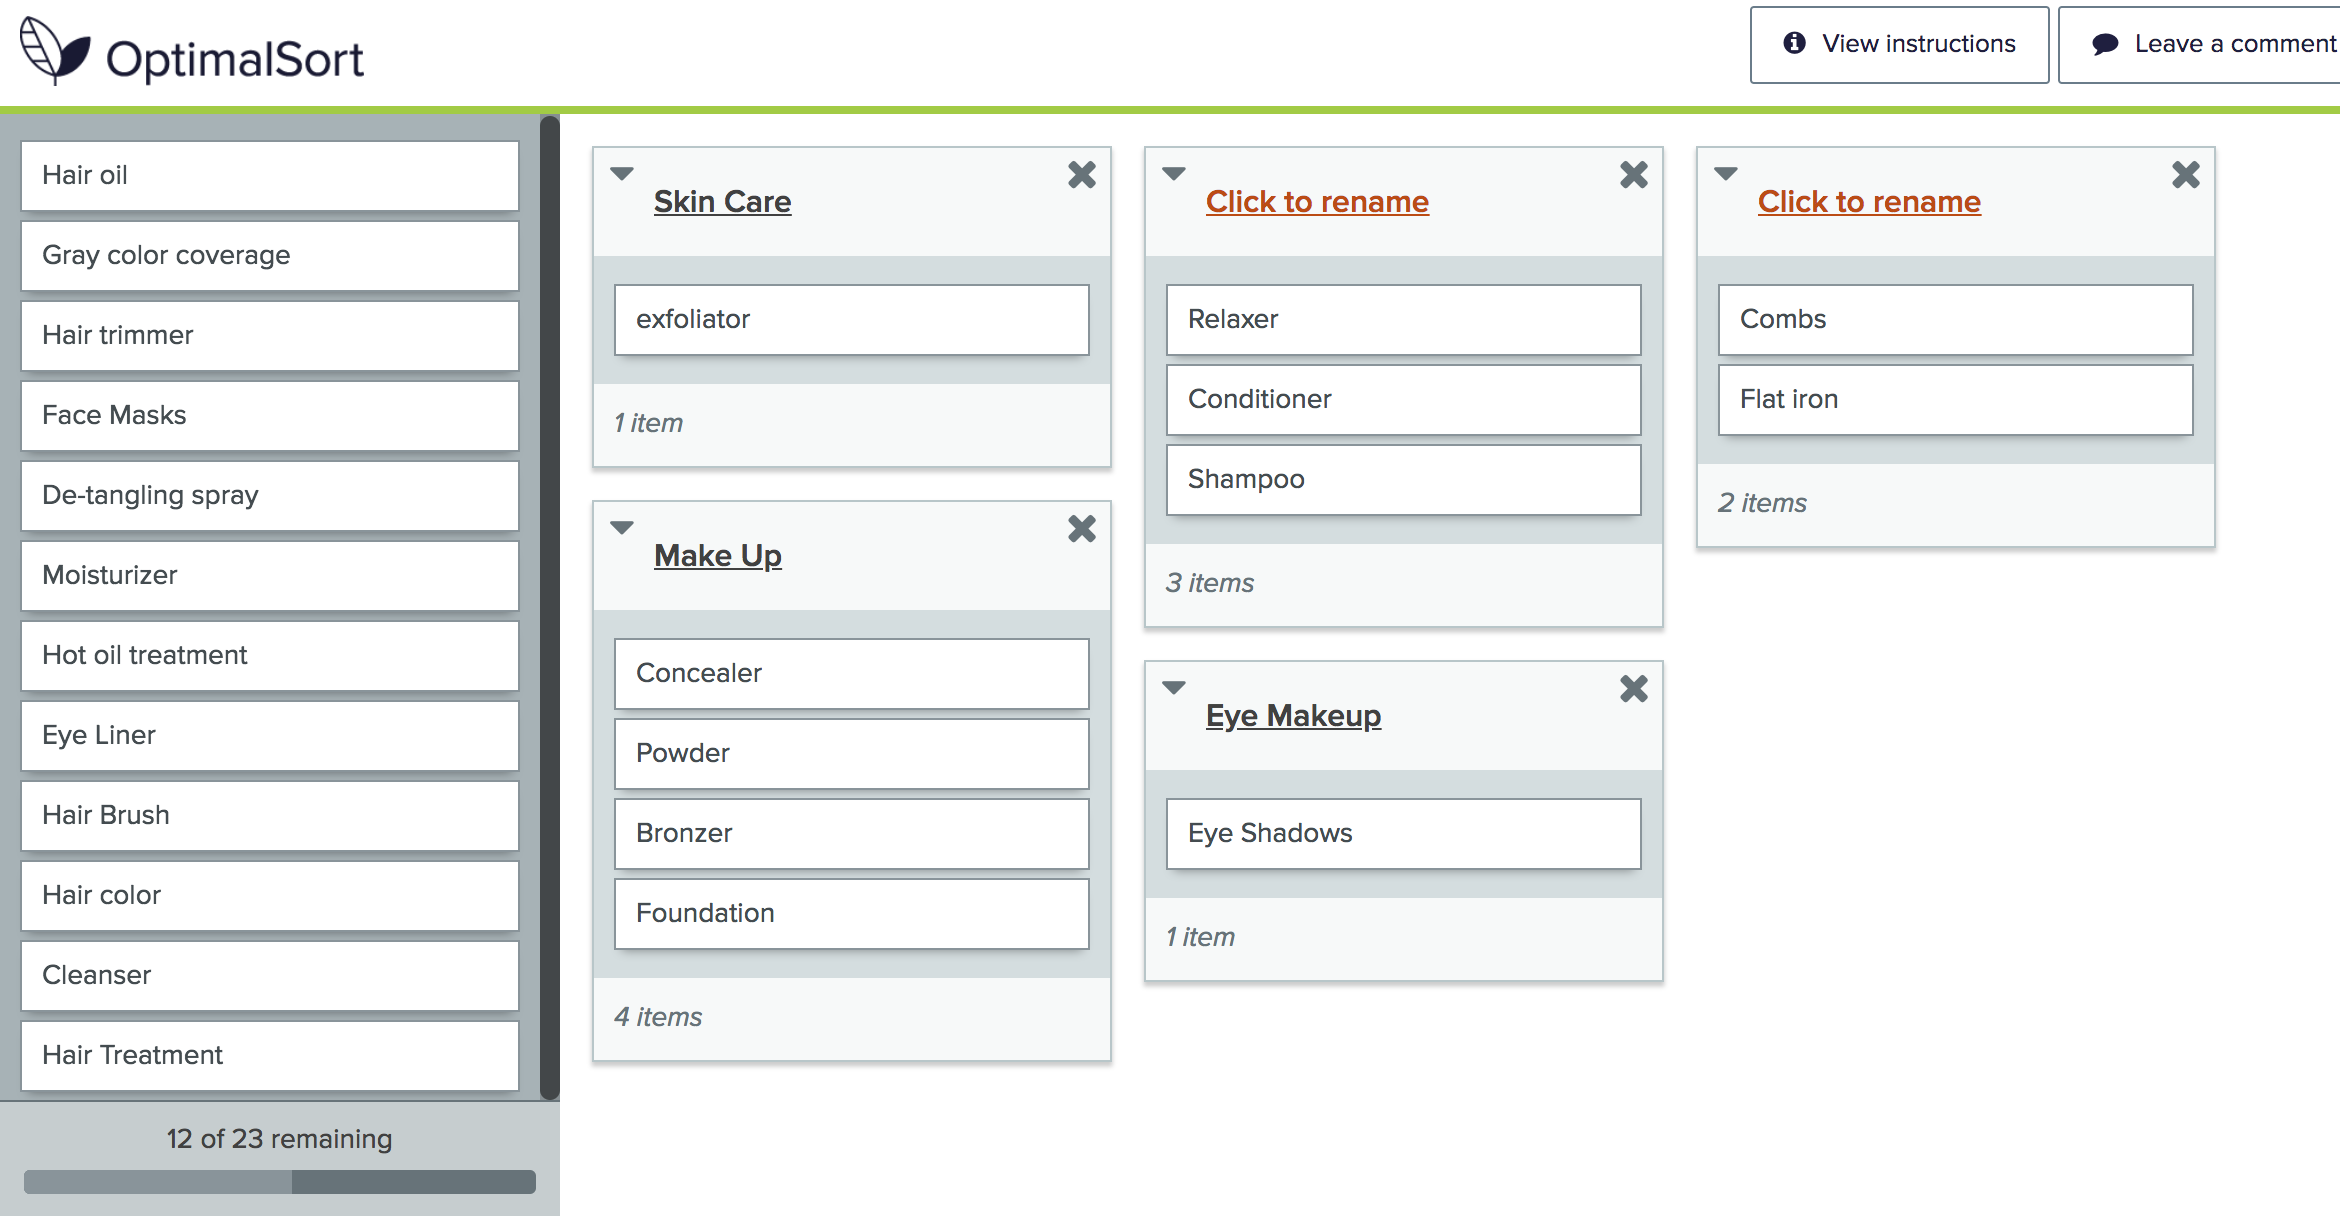 OptimalSort
View instructions
Leave a comment
Hair oil
Gray color coverage
Hair trimmer
Face Masks
De-tangling spray
Moisturizer
Hot oil treatment
Eye Liner
Hair Brush
Hair color
Cleanser
Hair Treatment
12 of 23 remaining
Skin Care
exfoliator
1 item
Make Up
Concealer
Powder
Bronzer
Foundation
4 items
Click to rename
Relaxer
Conditioner
Shampoo
3 items
Eye Makeup
Eye Shadows
1 item
Click to rename
Combs
Flat iron
2 items